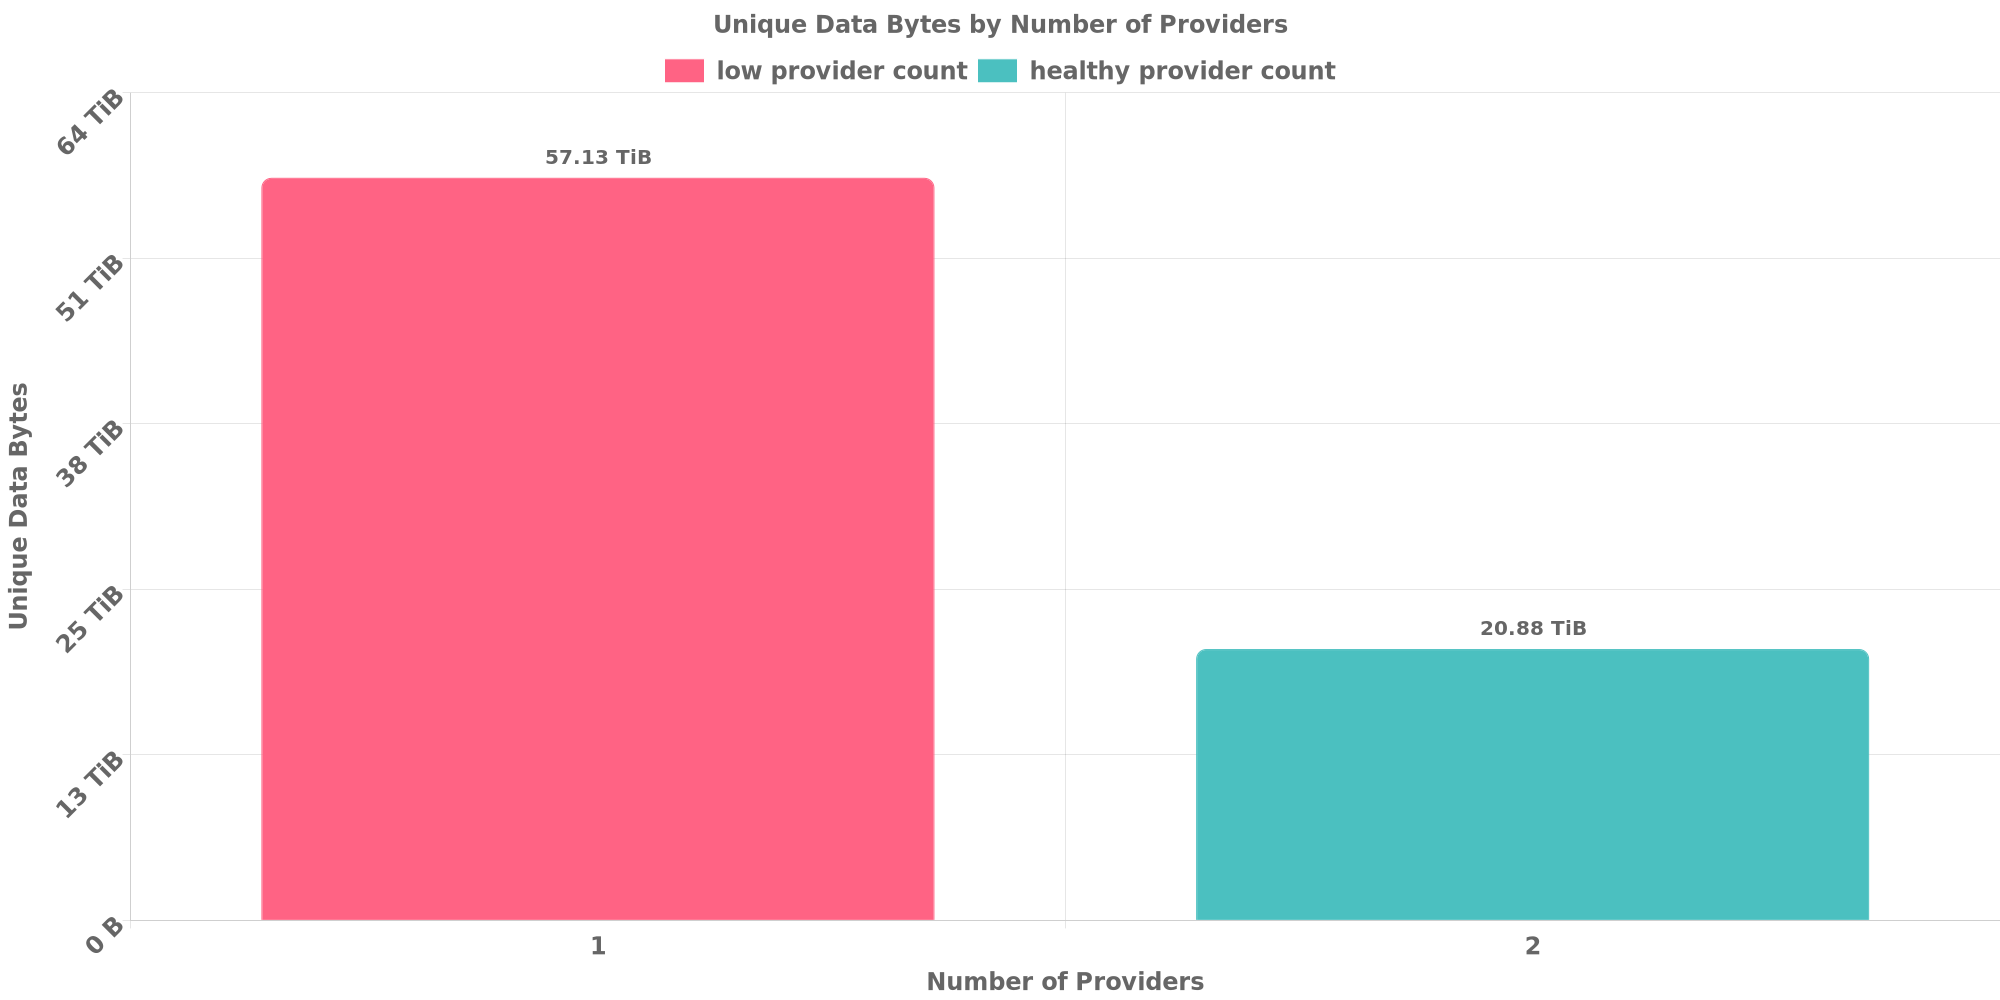 Unique Data Bytes by Number of Providers
low provider count
healthy provider count
64 TiB
51 TiB
38 TiB
25 TiB
13 TiB
0 B
Unique Data Bytes
57.13 TiB
20.88 TiB
1
2
Number of Providers